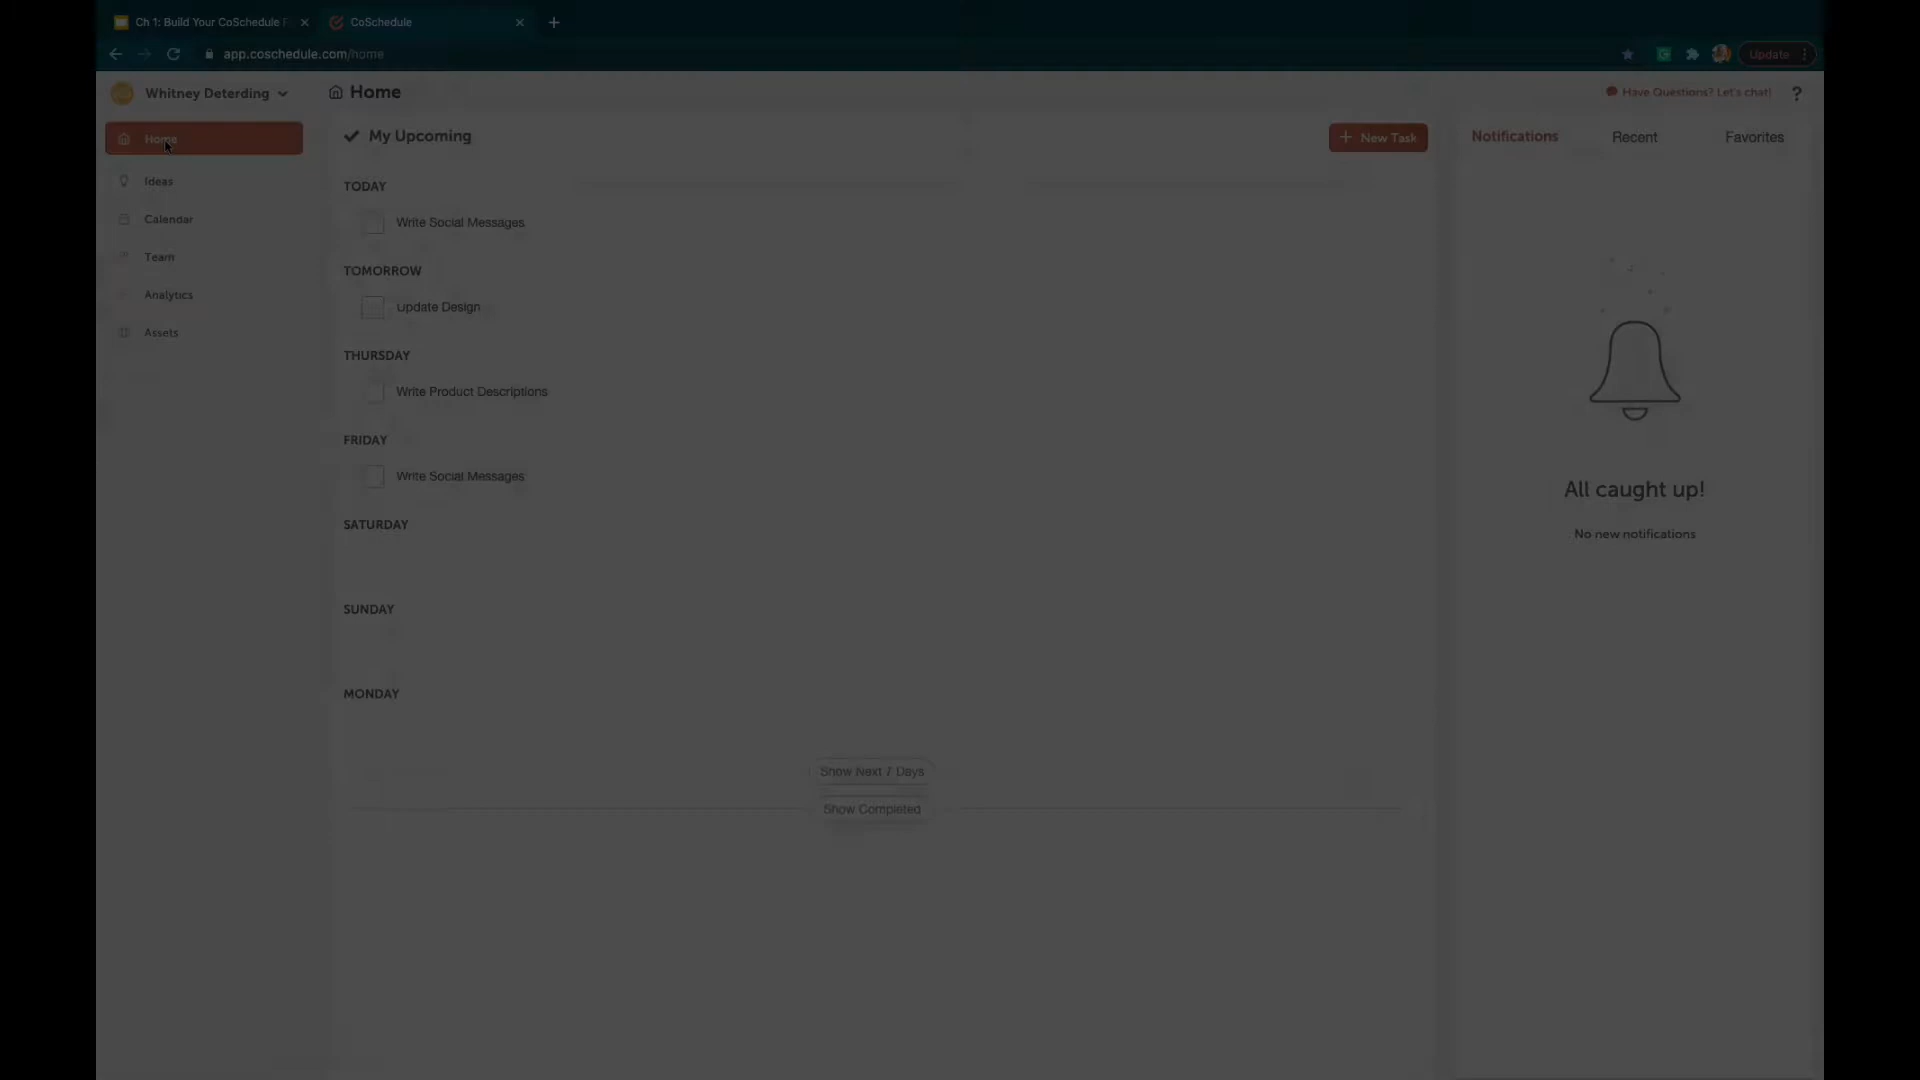 Ch 1: Build Your CoSchedule F
CoSchedule
app.coschedule.com/home
Update
Whitney Deterding
Home
Have Questions? Let's chat!
?
Home
Ideas
Calendar
Team
Analytics
Assets
My Upcoming
New Task
TODAY
Write Social Messages
TOMORROW
Update Design
THURSDAY
Write Product Descriptions
FRIDAY
Write Social Messages
SATURDAY
SUNDAY
MONDAY
Show Next 7 Days
Show Completed
Notifications
Recent
Favorites
All caught up!
No new notifications